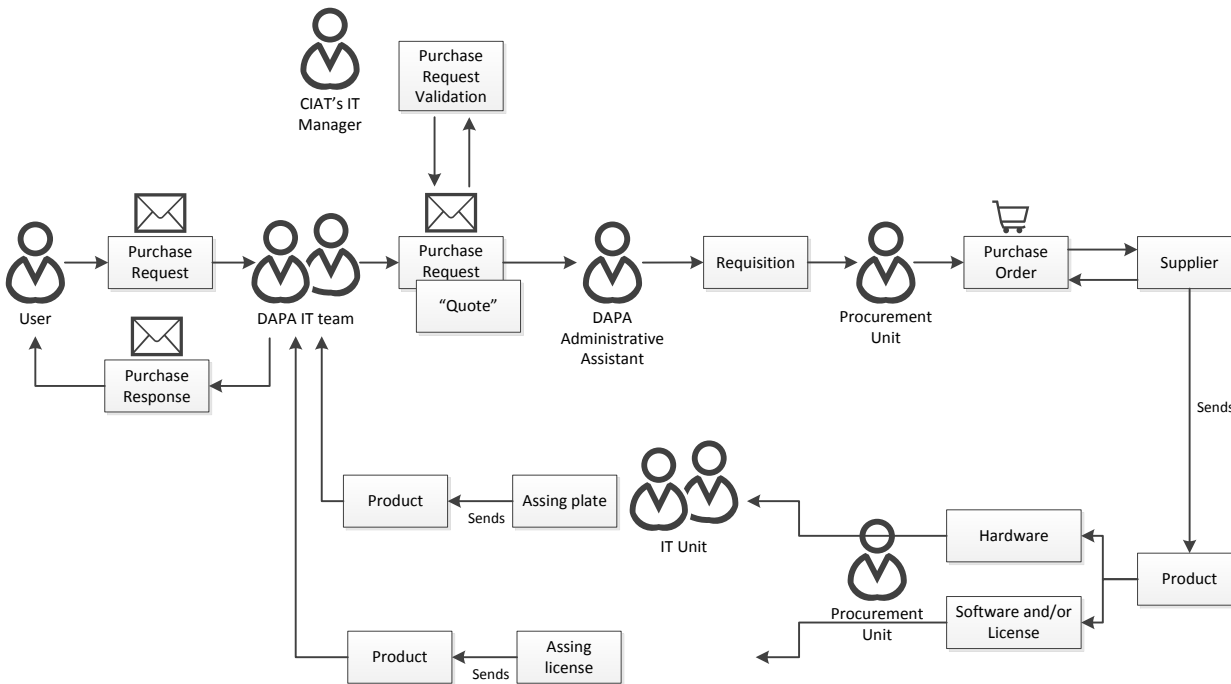 Purchase
Request
Validation
CIAT's IT
Manager
Purchase
Request
Purchase
Request
"Quote"
Requisition
Purchase
Order
Supplier
User
DAPA IT team
DAPA
Administrative
Assistant
Procurement
Unit
Purchase
Response
Sends
Product
Sends
Assing plate
IT Unit
Hardware
Product
Procurement
Unit
Software and/or
License
Product
Sends
Assing
license